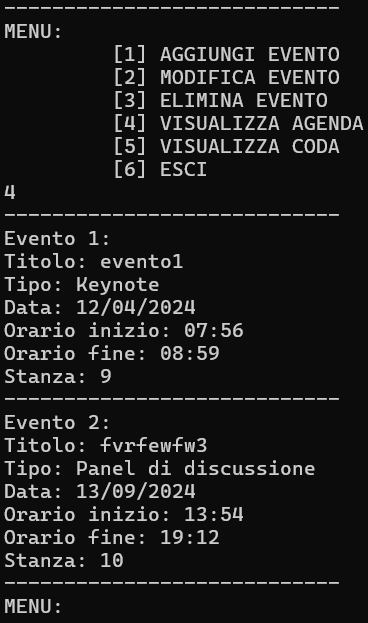 ----------------------------
MENU:
[1] AGGIUNGI EVENTO
[2] MODIFICA EVENTO
[3] ELIMINA EVENTO
[4] VISUALIZZA AGENDA
[5] VISUALIZZA CODA
[6] ESCI
4
----------------------------
Evento 1:
Titolo: evento1
Tipo: Keynote
Data: 12/04/2024
Orario inizio: 07:56
Orario fine: 08:59
Stanza: 9
----------------------------
Evento 2:
Titolo: fvrfewfw3
Tipo: Panel di discussione
Data: 13/09/2024
Orario inizio: 13:54
Orario fine: 19:12
Stanza: 10
----------------------------
MENU: